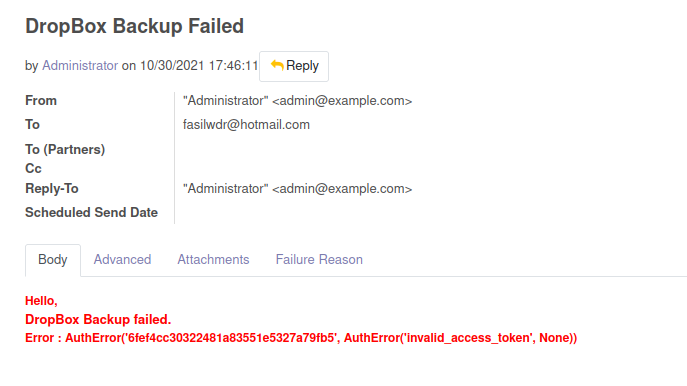 DropBox Backup Failed
by Administrator on 10/30/2021 17:46:11 Reply
From "Administrator" <admin@example.com>
To fasilwdr@hotmail.com
To (Partners)
Cc
Reply-To "Administrator" <admin@example.com>
Scheduled Send Date
Body Advanced Attachments Failure Reason
Hello,
DropBox Backup failed.
Error : AuthError('6fef4cc30322481a83551e5327a79fb5', AuthError('invalid_access_token', None))